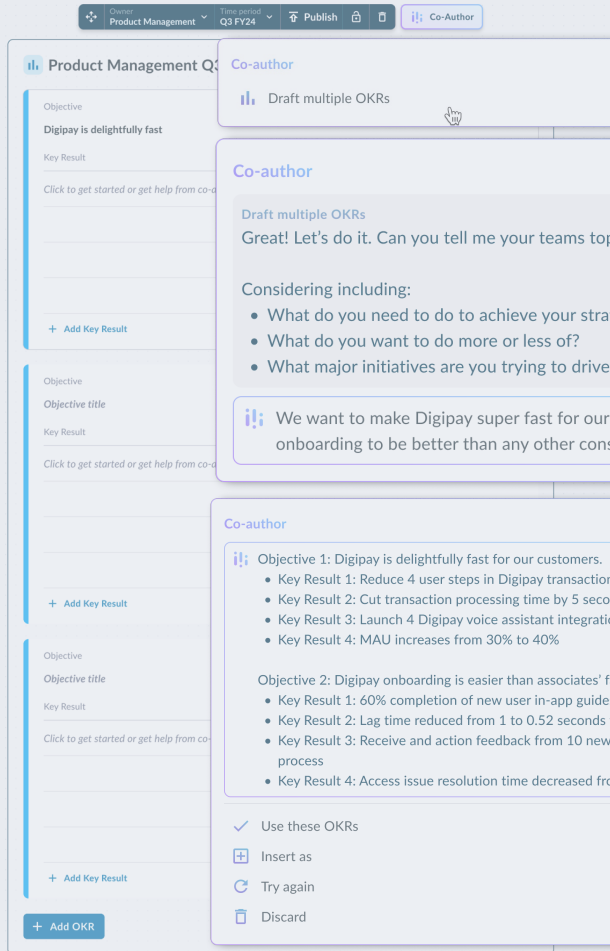 Owner
Product Management
Time period
Q3 FY24
Publish
Co-Author
Product Management Q3
Objective
Digipay is delightfully fast
Key Result
Click to get started or get help from co-a
+ Add Key Result
Objective
Objective title
Key Result
Click to get started or get help from co-a
+ Add Key Result
Objective
Objective title
Key Result
Click to get started or get help from co-
+ Add Key Result
+ Add OKR
Co-author
Draft multiple OKRs
Co-author
Draft multiple OKRs
Great! Let's do it. Can you tell me your teams top
Considering including:
• What do you need to do to achieve your stra
• What do you want to do more or less of?
• What major initiatives are you trying to drive
We want to make Digipay super fast for our
onboarding to be better than any other cons
Co-author
Objective 1: Digipay is delightfully fast for our customers.
• Key Result 1: Reduce 4 user steps in Digipay transaction
• Key Result 2: Cut transaction processing time by 5 seco
• Key Result 3: Launch 4 Digipay voice assistant integratio
• Key Result 4: MAU increases from 30% to 40%
Objective 2: Digipay onboarding is easier than associates' f
• Key Result 1: 60% completion of new user in-app guide
• Key Result 2: Lag time reduced from 1 to 0.52 seconds
• Key Result 3: Receive and action feedback from 10 new
process
• Key Result 4: Access issue resolution time decreased fro
Use these OKRs
Insert as
Try again
Discard